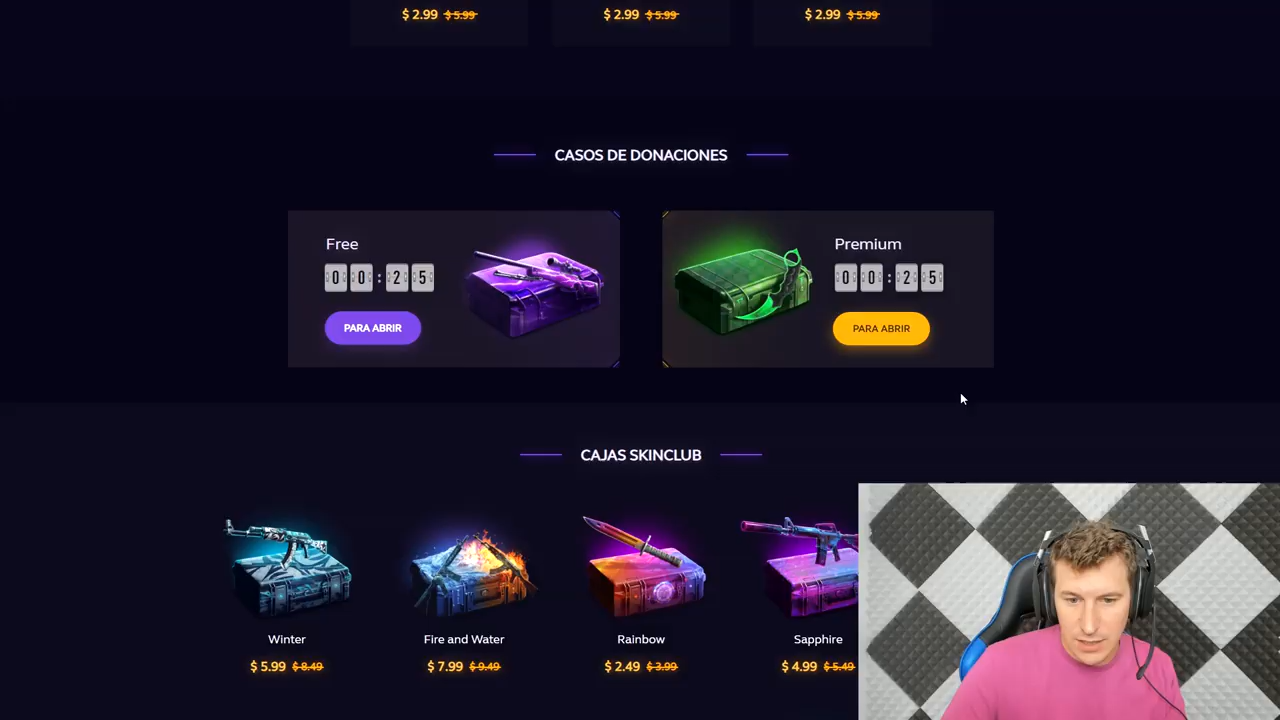 $ 2.99 $ 5.99
$ 2.99 $ 5.99
$ 2.99 $ 5.99
CASOS DE DONACIONES
Free
00:25
PARA ABRIR
Premium
00:25
PARA ABRIR
CAJAS SKINCLUB
Winter
$ 5.99 $ 8.49
Fire and Water
$ 7.99 $ 9.49
Rainbow
$ 2.49 $ 3.99
Sapphire
$ 4.99 $ 5.49